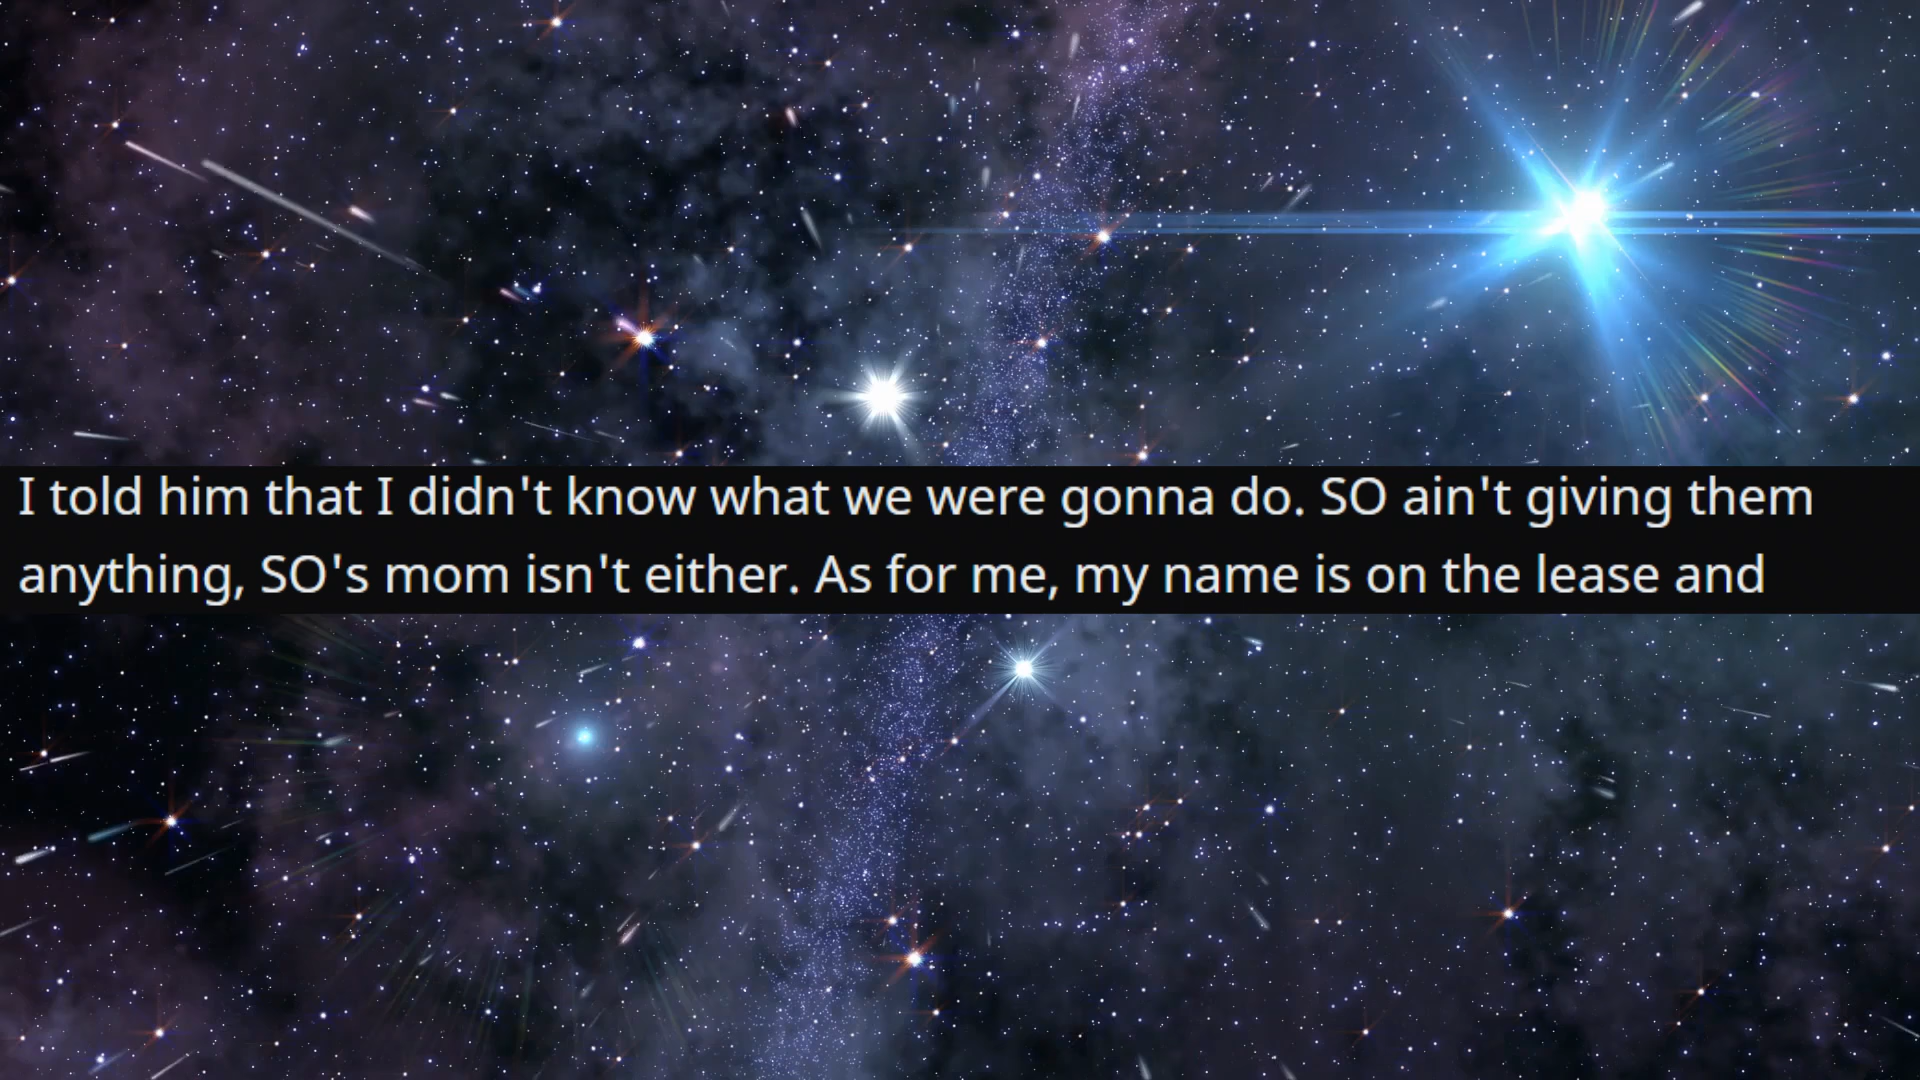 I told him that I didn't know what we were gonna do. SO ain't giving them
anything, SO's mom isn't either. As for me, my name is on the lease and